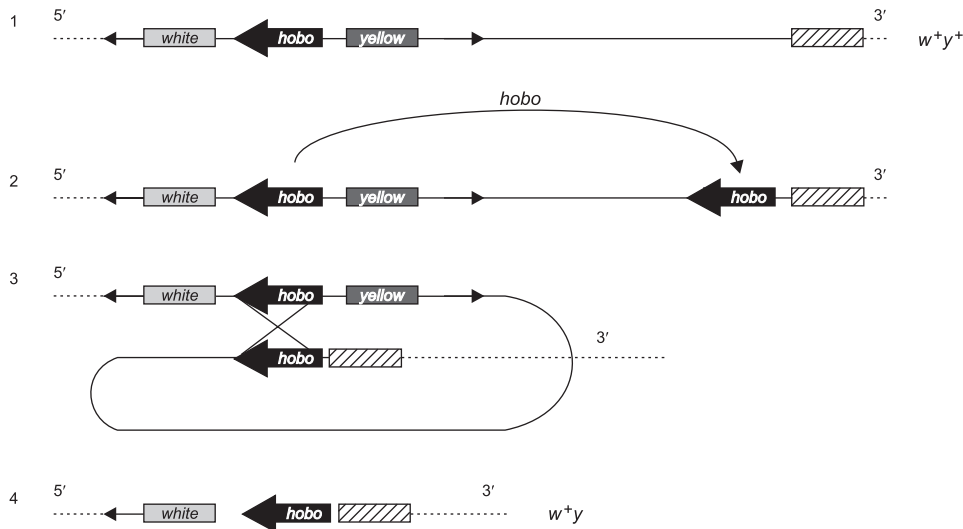 1 5′ white hobo yellow 3′ w⁺y⁺
hobo
2 5′ white hobo yellow hobo 3′
3 5′ white hobo yellow
hobo 3′
4 5′ white hobo 3′ w⁺y